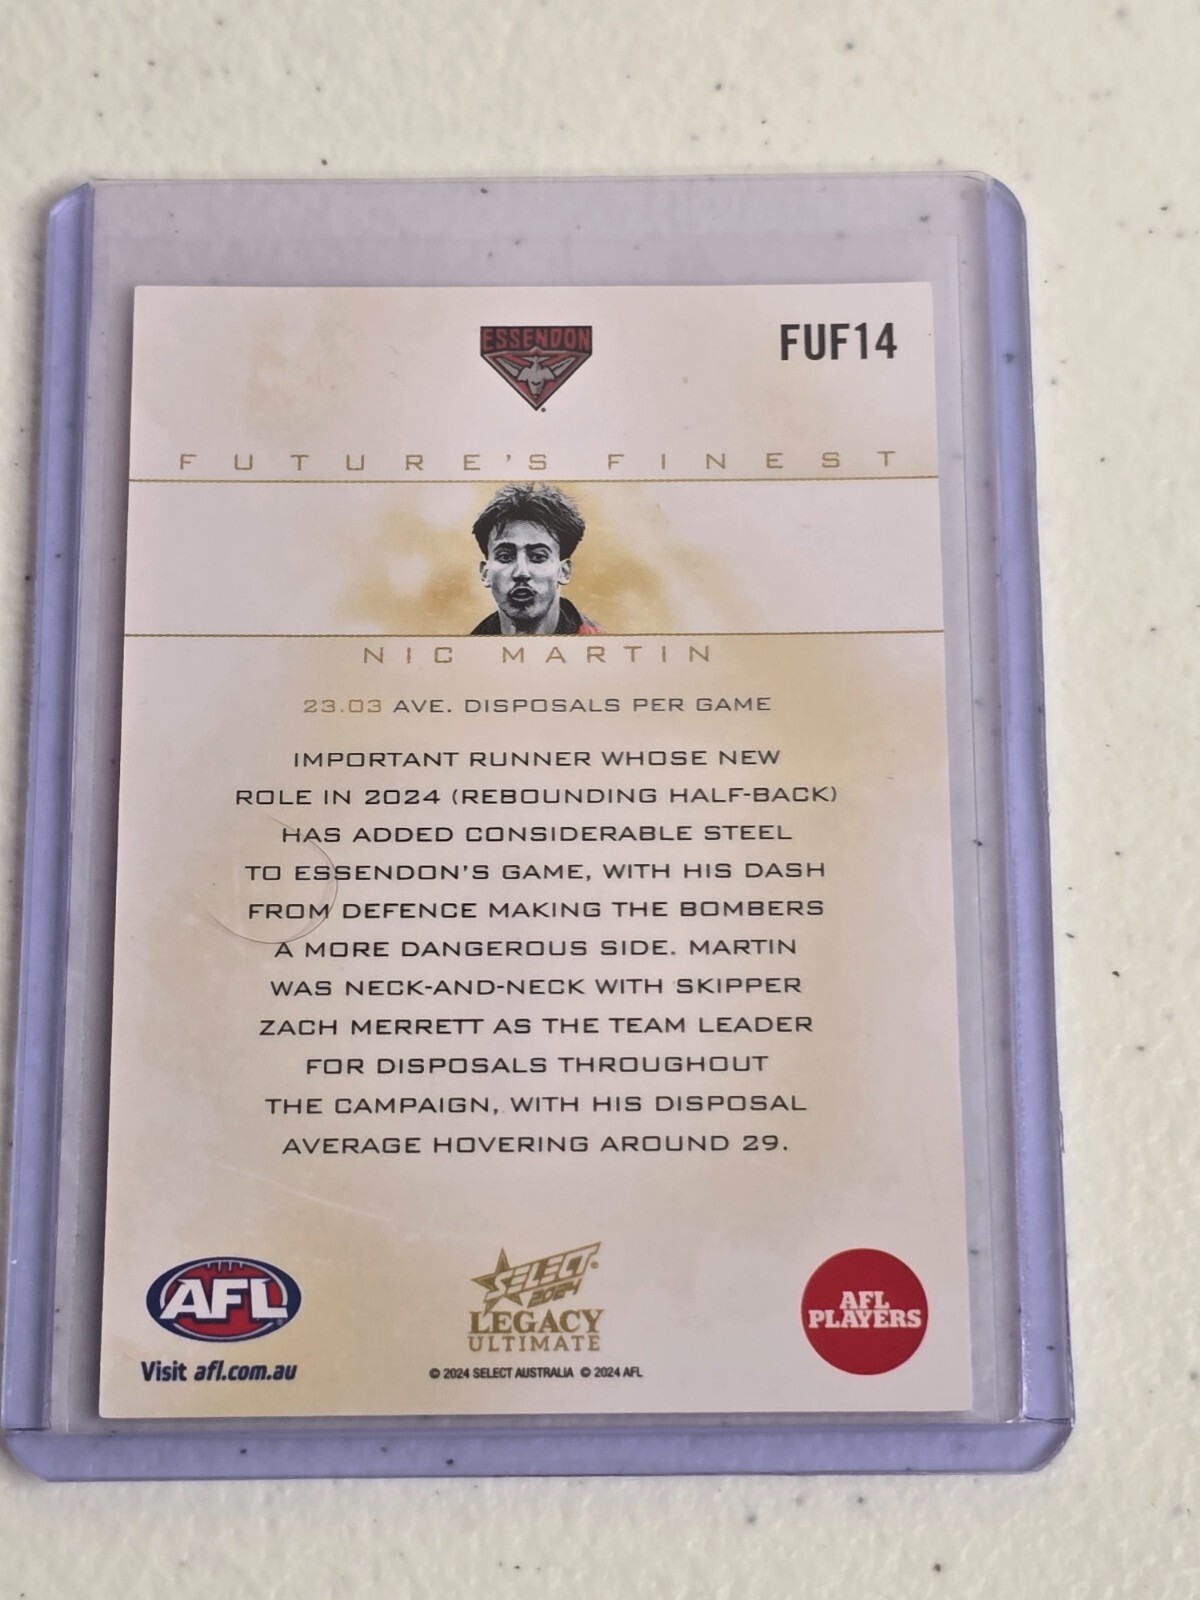 ESSENDON
FUF14
FUTURE'S FINEST
NIC MARTIN
23.03 AVE. DISPOSALS PER GAME
IMPORTANT RUNNER WHOSE NEW
ROLE IN 2024 (REBOUNDING HALF-BACK)
HAS ADDED CONSIDERABLE STEEL
TO ESSENDON'S GAME, WITH HIS DASH
FROM DEFENCE MAKING THE BOMBERS
A MORE DANGEROUS SIDE. MARTIN
WAS NECK-AND-NECK WITH SKIPPER
ZACH MERRETT AS THE TEAM LEADER
FOR DISPOSALS THROUGHOUT
THE CAMPAIGN, WITH HIS DISPOSAL
AVERAGE HOVERING AROUND 29.
AFL
Visit afl.com.au
SELECT
2024
LEGACY
ULTIMATE
© 2024 SELECT AUSTRALIA © 2024 AFL
AFL
PLAYERS